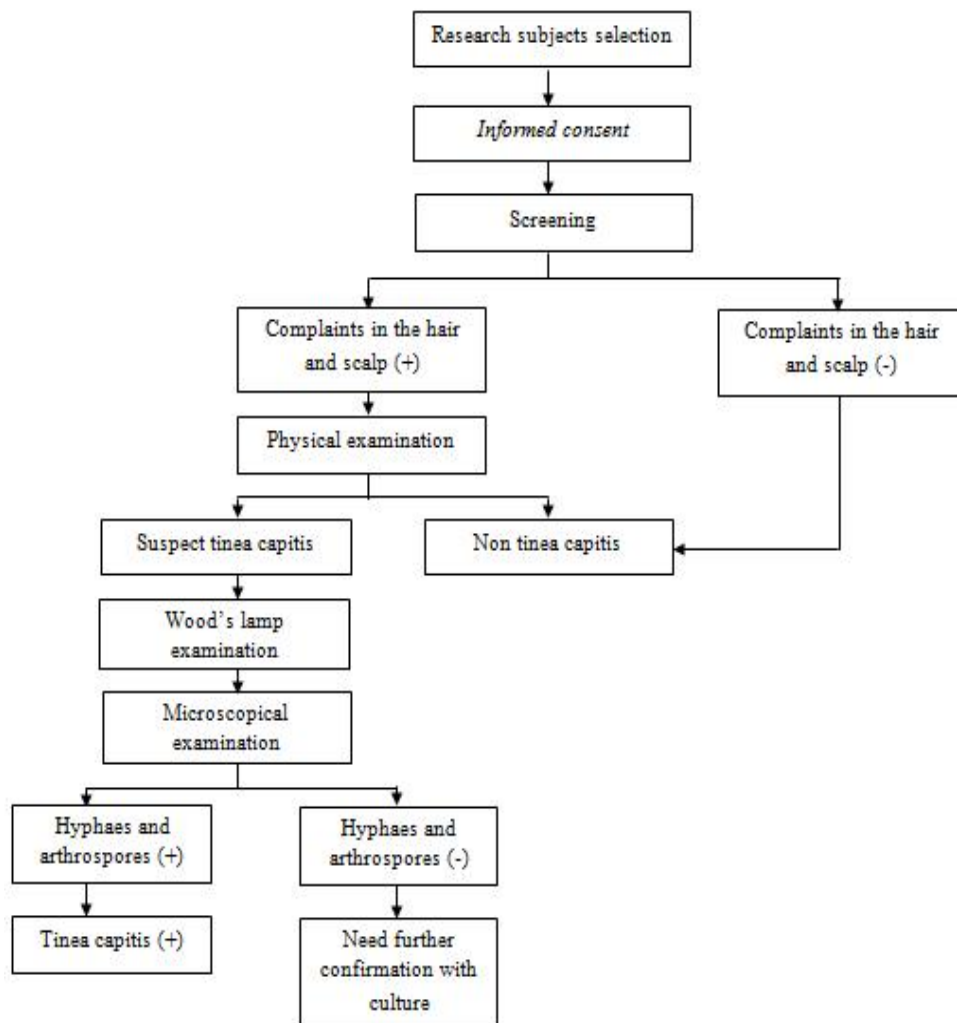 Research subjects selection
Informed consent
Screening
Complaints in the hair
and scalp (+)
Complaints in the hair
and scalp (-)
Physical examination
Suspect tinea capitis
Non tinea capitis
Wood’s lamp
examination
Microscopical
examination
Hyphaes and
arthrospores (+)
Hyphaes and
arthrospores (-)
Tinea capitis (+)
Need further
confirmation with
culture